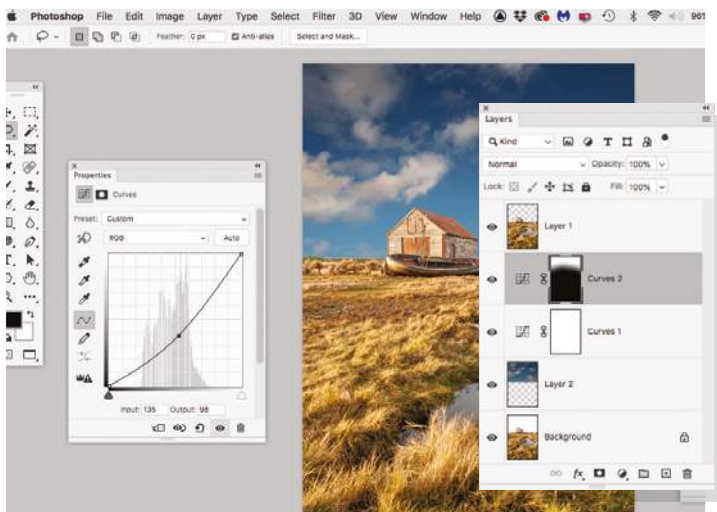 Photoshop File Edit Image Layer Type Select Filter 3D View Window Help 961
Feather: 0 px Anti-alias Select and Mask...
Properties
Curves
Preset: Custom
RGB Auto
Input: 135 Output: 98
Layers
Kind
Normal Opacity: 100%
Lock: Fill: 100%
Layer 1
Curves 2
Curves 1
Layer 2
Background